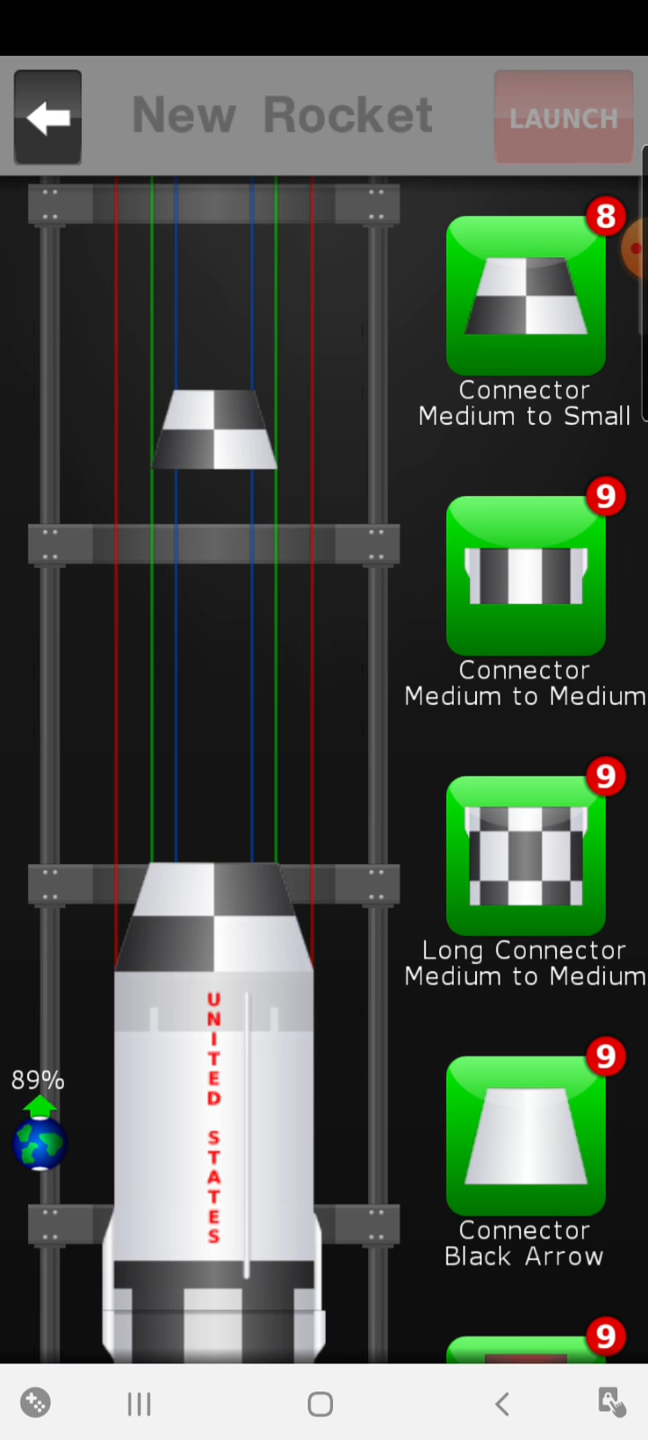 New Rocket
LAUNCH
8
Connector
Medium to Small
9
Connector
Medium to Medium
9
Long Connector
Medium to Medium
UNITED STATES
89%
9
Connector
Black Arrow
9